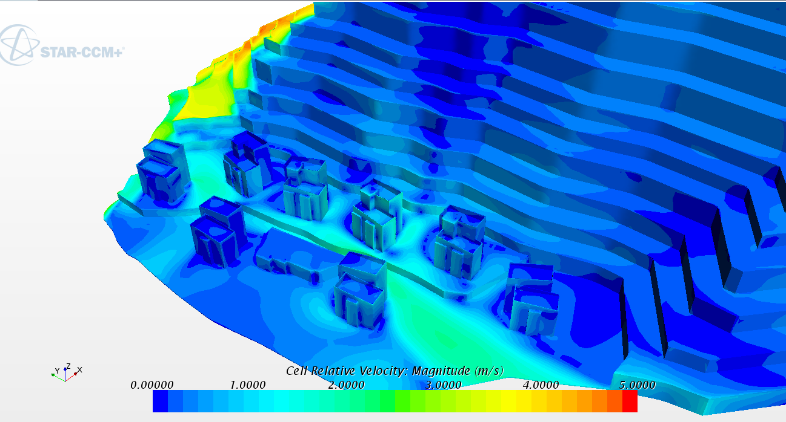 STAR-CCM+
Z
Y X
Cell Relative Velocity: Magnitude (m/s)
0.00000 1.0000 2.0000 3.0000 4.0000 5.0000